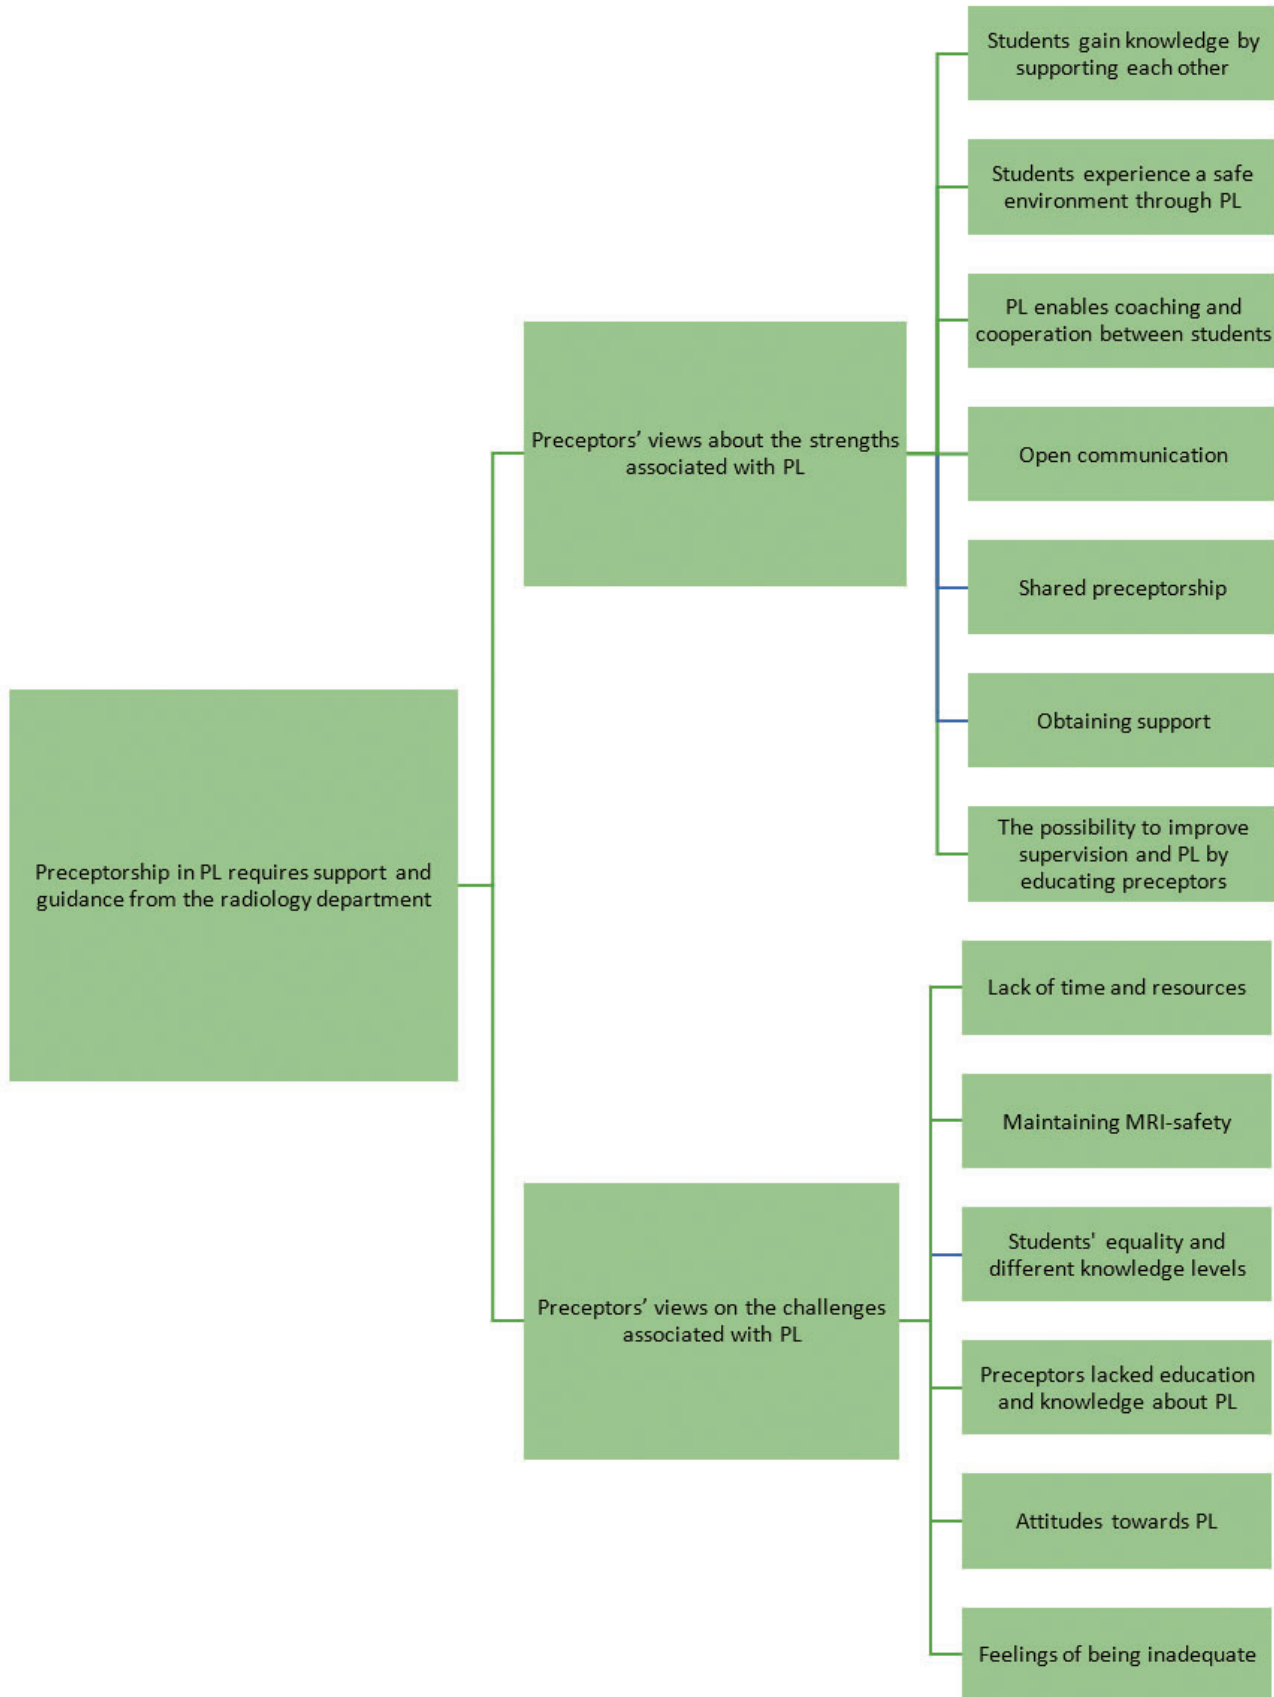 Students gain knowledge by
supporting each other
Students experience a safe
environment through PL
PL enables coaching and
cooperation between students
Preceptors’ views about the strengths
associated with PL
Open communication
Shared preceptorship
Obtaining support
The possibility to improve
supervision and PL by
educating preceptors
Preceptorship in PL requires support and
guidance from the radiology department
Lack of time and resources
Maintaining MRI-safety
Students' equality and
different knowledge levels
Preceptors’ views on the challenges
associated with PL
Preceptors lacked education
and knowledge about PL
Attitudes towards PL
Feelings of being inadequate